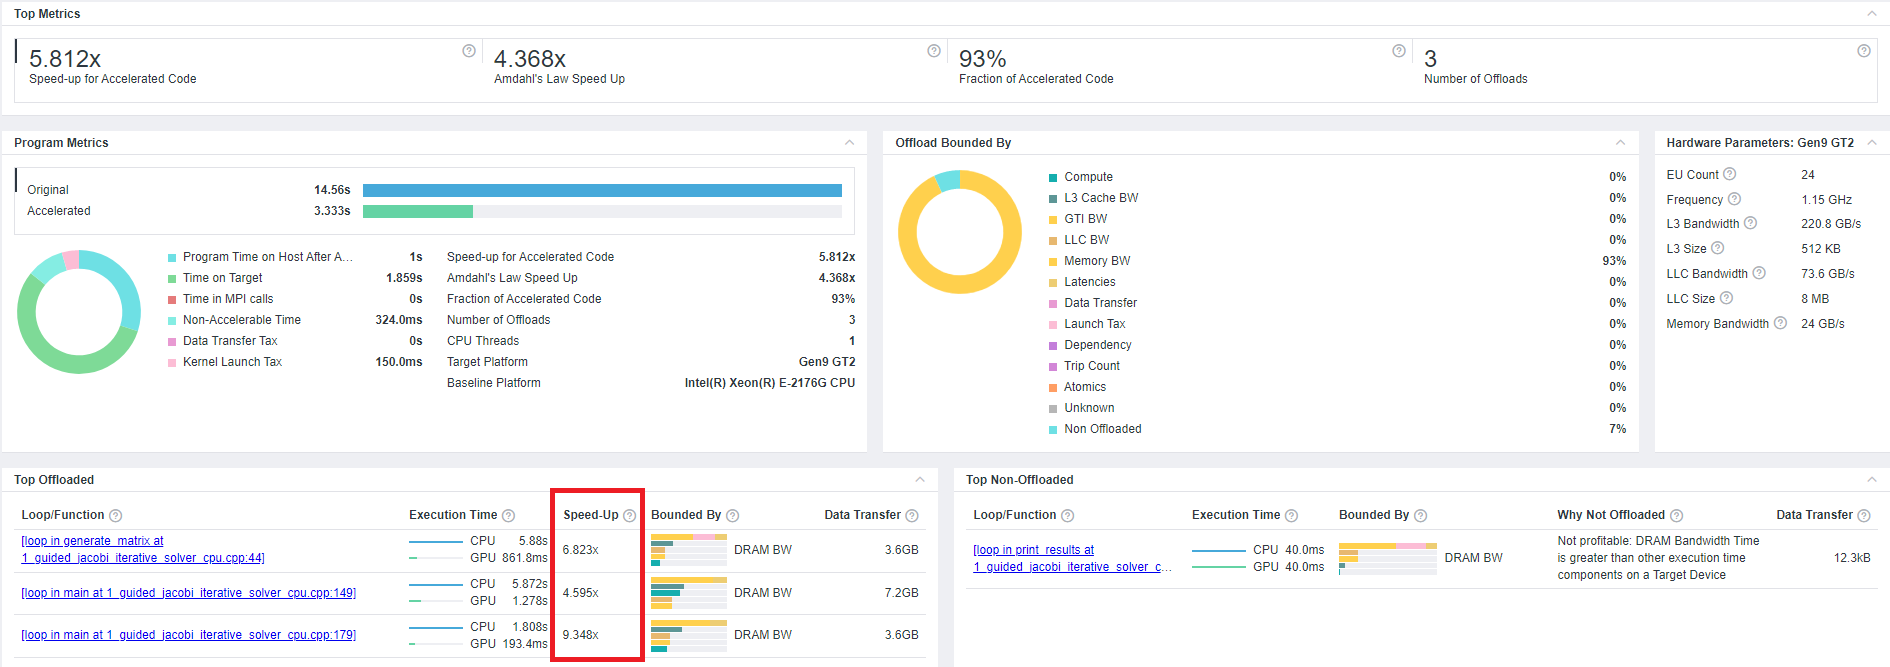 Top Metrics
5.812x
Speed-up for Accelerated Code
4.368x
Amdahl's Law Speed Up
93%
Fraction of Accelerated Code
3
Number of Offloads
Program Metrics
Original 14.56s
Accelerated 3.333s
Program Time on Host After A... 1s
Time on Target 1.859s
Time in MPI calls 0s
Non-Accelerable Time 324.0ms
Data Transfer Tax 0s
Kernel Launch Tax 150.0ms
Speed-up for Accelerated Code 5.812x
Amdahl's Law Speed Up 4.368x
Fraction of Accelerated Code 93%
Number of Offloads 3
CPU Threads 1
Target Platform Gen9 GT2
Baseline Platform Intel(R) Xeon(R) E-2176G CPU
Offload Bounded By
Compute 0%
L3 Cache BW 0%
GTI BW 0%
LLC BW 0%
Memory BW 93%
Latencies 0%
Data Transfer 0%
Launch Tax 0%
Dependency 0%
Trip Count 0%
Atomics 0%
Unknown 0%
Non Offloaded 7%
Hardware Parameters: Gen9 GT2
EU Count 24
Frequency 1.15 GHz
L3 Bandwidth 220.8 GB/s
L3 Size 512 KB
LLC Bandwidth 73.6 GB/s
LLC Size 8 MB
Memory Bandwidth 24 GB/s
Top Offloaded
Loop/Function Execution Time Speed-Up Bounded By Data Transfer
[loop in generate_matrix at
1_guided_jacobi_iterative_solver_cpu.cpp:44]
CPU 5.88s
GPU 861.8ms
6.823x
DRAM BW
3.6GB
[loop in main at 1_guided_jacobi_iterative_solver_cpu.cpp:149]
CPU 5.872s
GPU 1.278s
4.595x
DRAM BW
7.2GB
[loop in main at 1_guided_jacobi_iterative_solver_cpu.cpp:179]
CPU 1.808s
GPU 193.4ms
9.348x
DRAM BW
3.6GB
Top Non-Offloaded
Loop/Function Execution Time Bounded By Why Not Offloaded Data Transfer
[loop in print_results at
1_guided_jacobi_iterative_solver_c...
CPU 40.0ms
GPU 40.0ms
DRAM BW
Not profitable: DRAM Bandwidth Time
is greater than other execution time
components on a Target Device
12.3kB